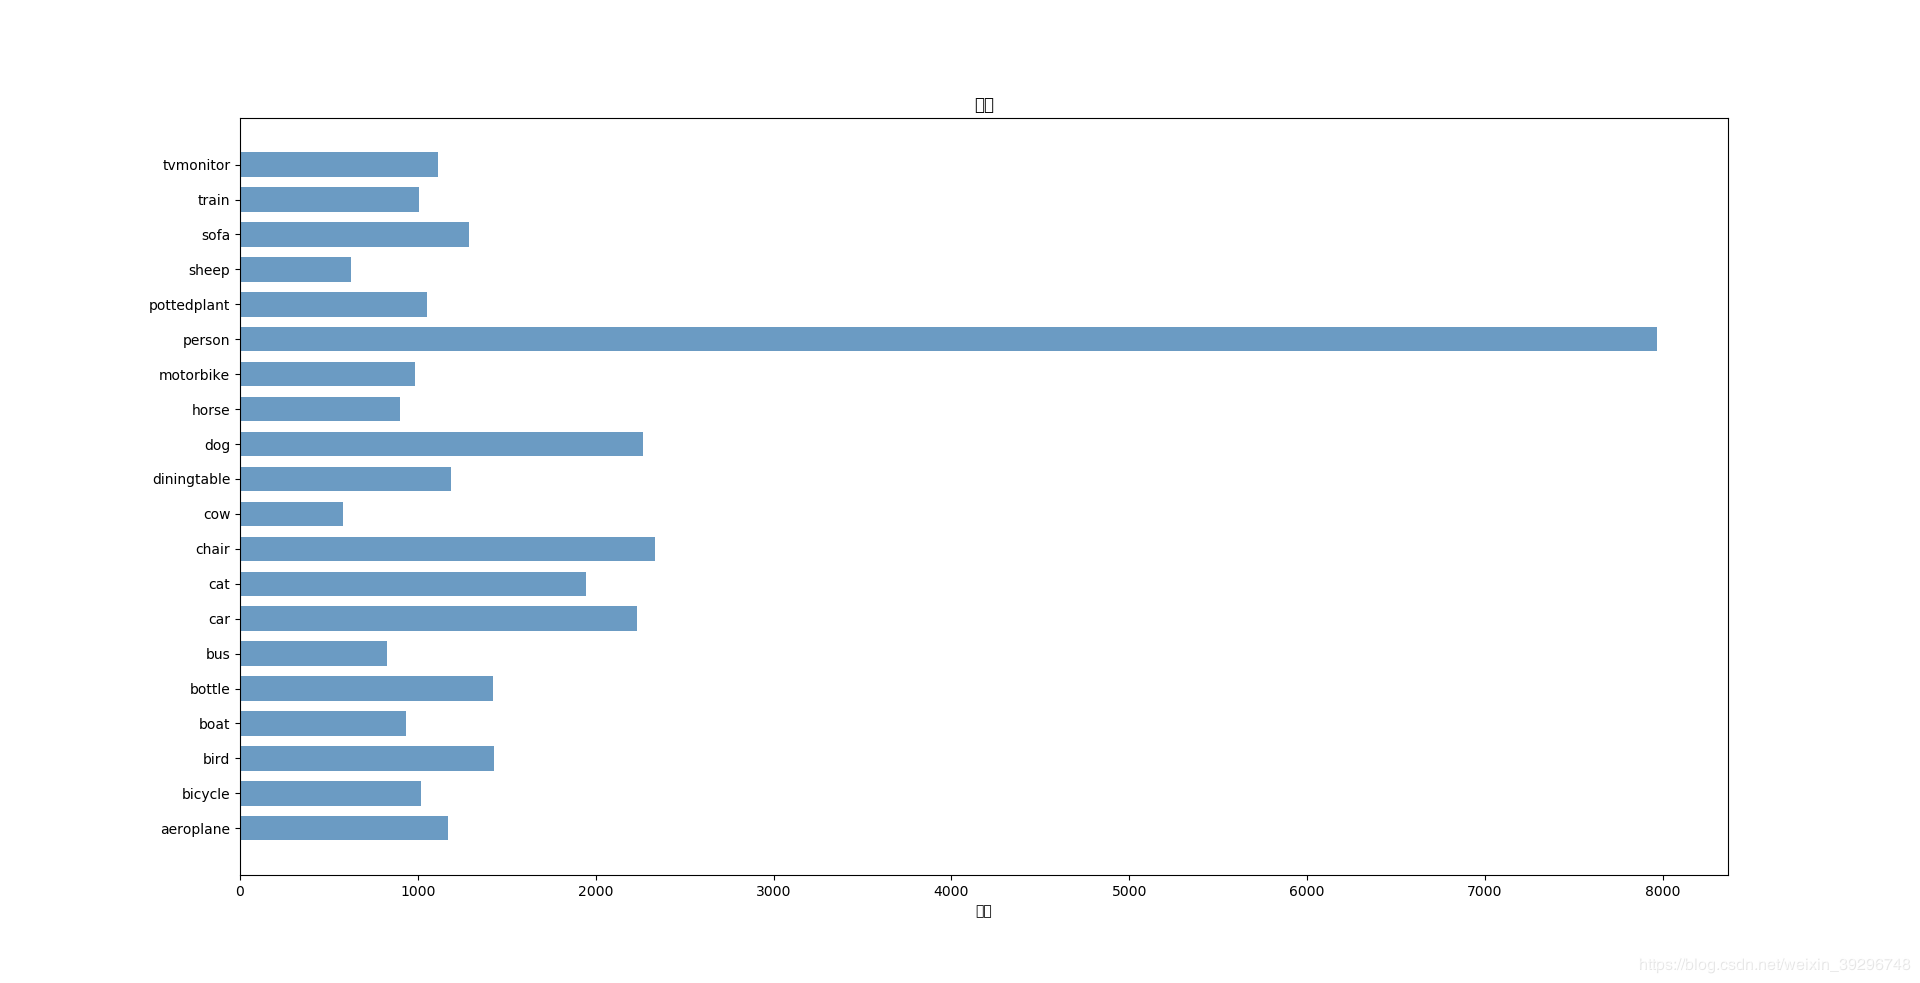 tvmonitor
train
sofa
sheep
pottedplant
person
motorbike
horse
dog
diningtable
cow
chair
cat
car
bus
bottle
boat
bird
bicycle
aeroplane
0 1000 2000 3000 4000 5000 6000 7000 8000
https://blog.csdn.net/weixin_39296748